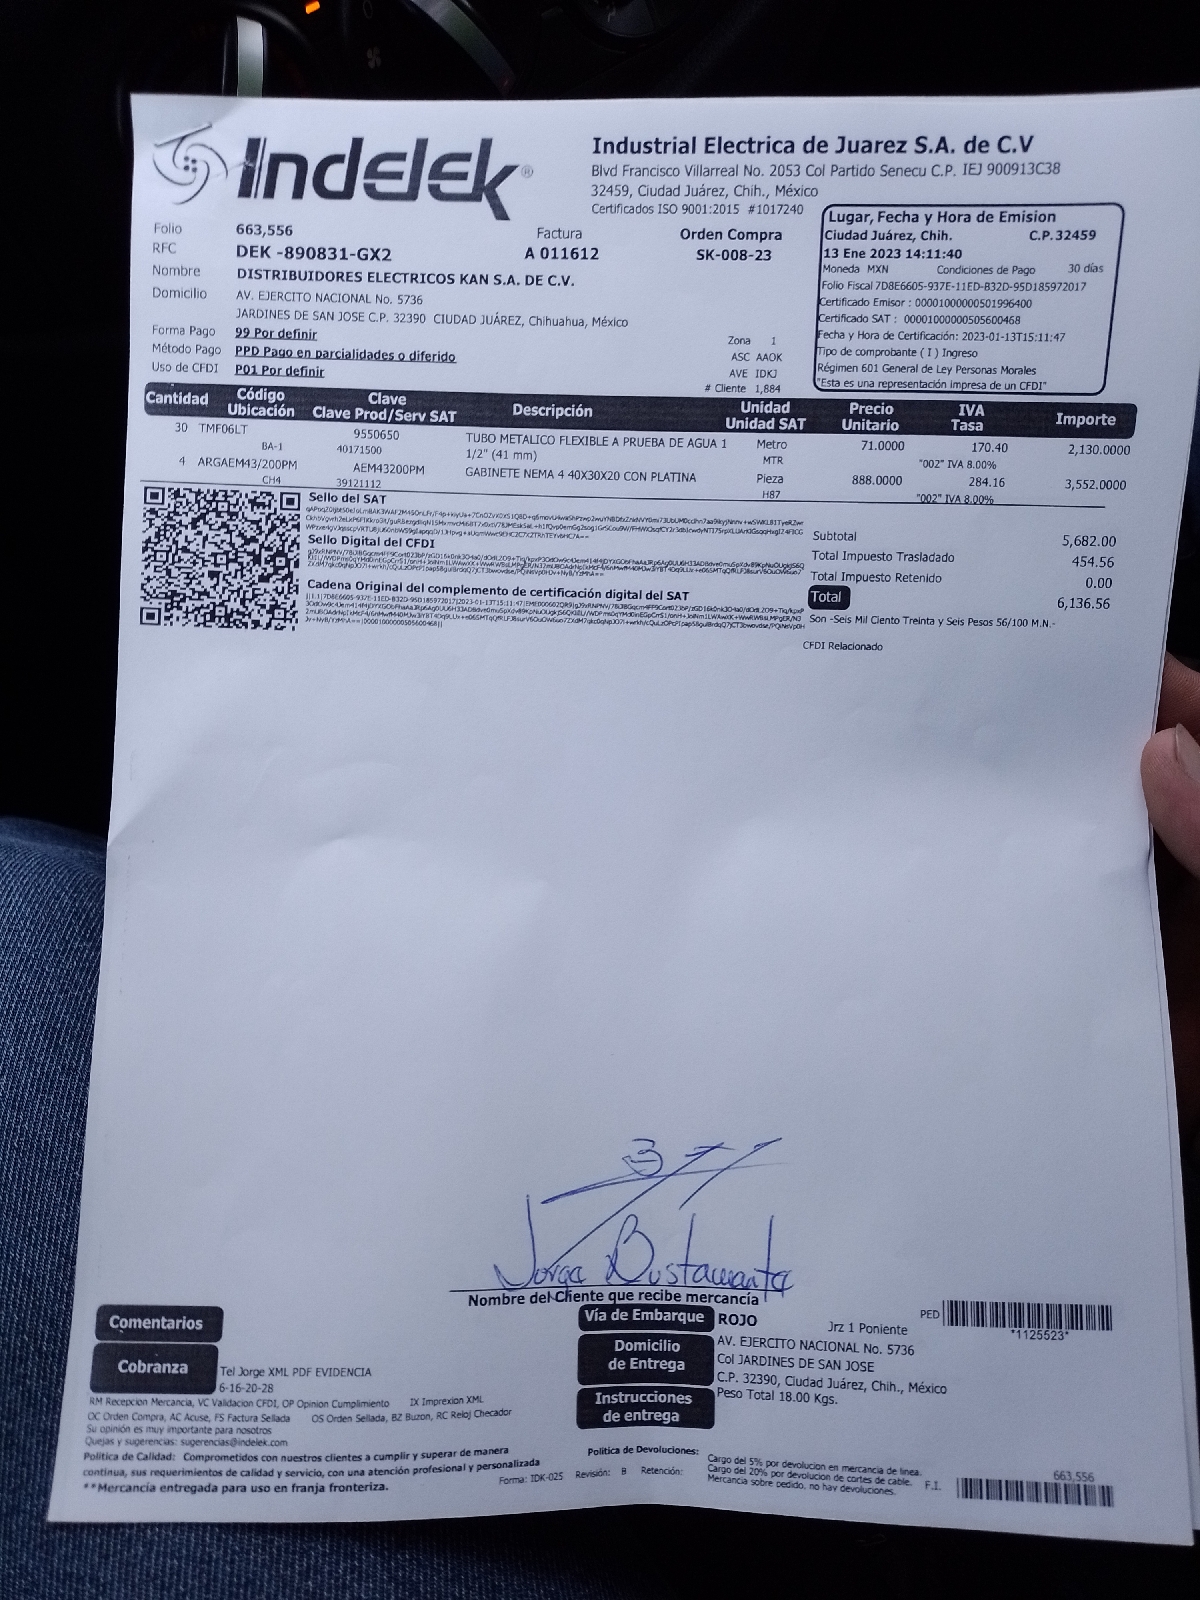 Indelek®
Industrial Electrica de Juarez S.A. de C.V
Blvd Francisco Villarreal No. 2053 Col Partido Senecu C.P. IEJ 900913C38
32459, Ciudad Juárez, Chih., México
Certificados ISO 9001:2015 #1017240
Folio 663,556
Factura
Orden Compra
RFC DEK -890831-GX2
A 011612
SK-008-23
Nombre DISTRIBUIDORES ELECTRICOS KAN S.A. DE C.V.
Domicilio AV. EJERCITO NACIONAL No. 5736
JARDINES DE SAN JOSE C.P. 32390 CIUDAD JUÁREZ, Chihuahua, México
Forma Pago 99 Por definir
Método Pago PPD Pago en parcialidades o diferido
Uso de CFDI P01 Por definir
Zona 1
ASC AAOK
AVE IDKJ
# Cliente 1,884
Lugar, Fecha y Hora de Emision
Ciudad Juárez, Chih. C.P.32459
13 Ene 2023 14:11:40
Moneda MXN Condiciones de Pago 30 días
Folio Fiscal 7D8E6605-937E-11ED-B32D-95D185972017
Certificado Emisor : 00001000000501996400
Certificado SAT : 00001000000505600468
Fecha y Hora de Certificación: 2023-01-13T15:11:47
Tipo de comprobante ( I ) Ingreso
Régimen 601 General de Ley Personas Morales
"Esta es una representación impresa de un CFDI"
Cantidad Código Ubicación Clave Clave Prod/Serv SAT Descripción Unidad Unidad SAT Precio Unitario IVA Tasa Importe
30 TMF06LT 9550650 TUBO METALICO FLEXIBLE A PRUEBA DE AGUA 1 Metro 71.0000 170.40 2,130.0000
BA-1 40171500 1/2" (41 mm) MTR "002" IVA 8.00%
4 ARGAEM43/200PM AEM43200PM GABINETE NEMA 4 40X30X20 CON PLATINA Pieza 888.0000 284.16 3,552.0000
CH4 39121112 H87 "002" IVA 8.00%
Sello del SAT
Sello Digital del CFDI
Cadena Original del complemento de certificación digital del SAT
Subtotal 5,682.00
Total Impuesto Trasladado 454.56
Total Impuesto Retenido 0.00
Total 6,136.56
Son -Seis Mil Ciento Treinta y Seis Pesos 56/100 M.N.-
CFDI Relacionado
Jorge Bustamante
Nombre del Cliente que recibe mercancía
Comentarios
Cobranza
Tel Jorge XML PDF EVIDENCIA
6-16-20-28
Vía de Embarque ROJO
Jrz 1 Poniente
PED
*1125523*
Domicilio de Entrega
AV. EJERCITO NACIONAL No. 5736
Col JARDINES DE SAN JOSE
C.P. 32390, Ciudad Juárez, Chih., México
Instrucciones de entrega
Peso Total 18.00 Kgs.
RM Recepcion Mercancia, VC Validacion CFDI, OP Opinion Cumplimiento IX Imprexion XML
OC Orden Compra, AC Acuse, FS Factura Sellada OS Orden Sellada, BZ Buzon, RC Reloj Checador
Su opinión es muy importante para nosotros
Quejas y sugerencias: sugerencias@indelek.com
Política de Calidad: Comprometidos con nuestros clientes a cumplir y superar de manera
continua, sus requerimientos de calidad y servicio, con una atención profesional y personalizada
**Mercancia entregada para uso en franja fronteriza.
Forma: IDK-025 Revisión: B Retención:
Política de Devoluciones:
Cargo del 5% por devolucion en mercancia de linea.
Cargo del 20% por devolucion de cortes de cable.
Mercancia sobre pedido, no hay devoluciones.
F.I.
663,556